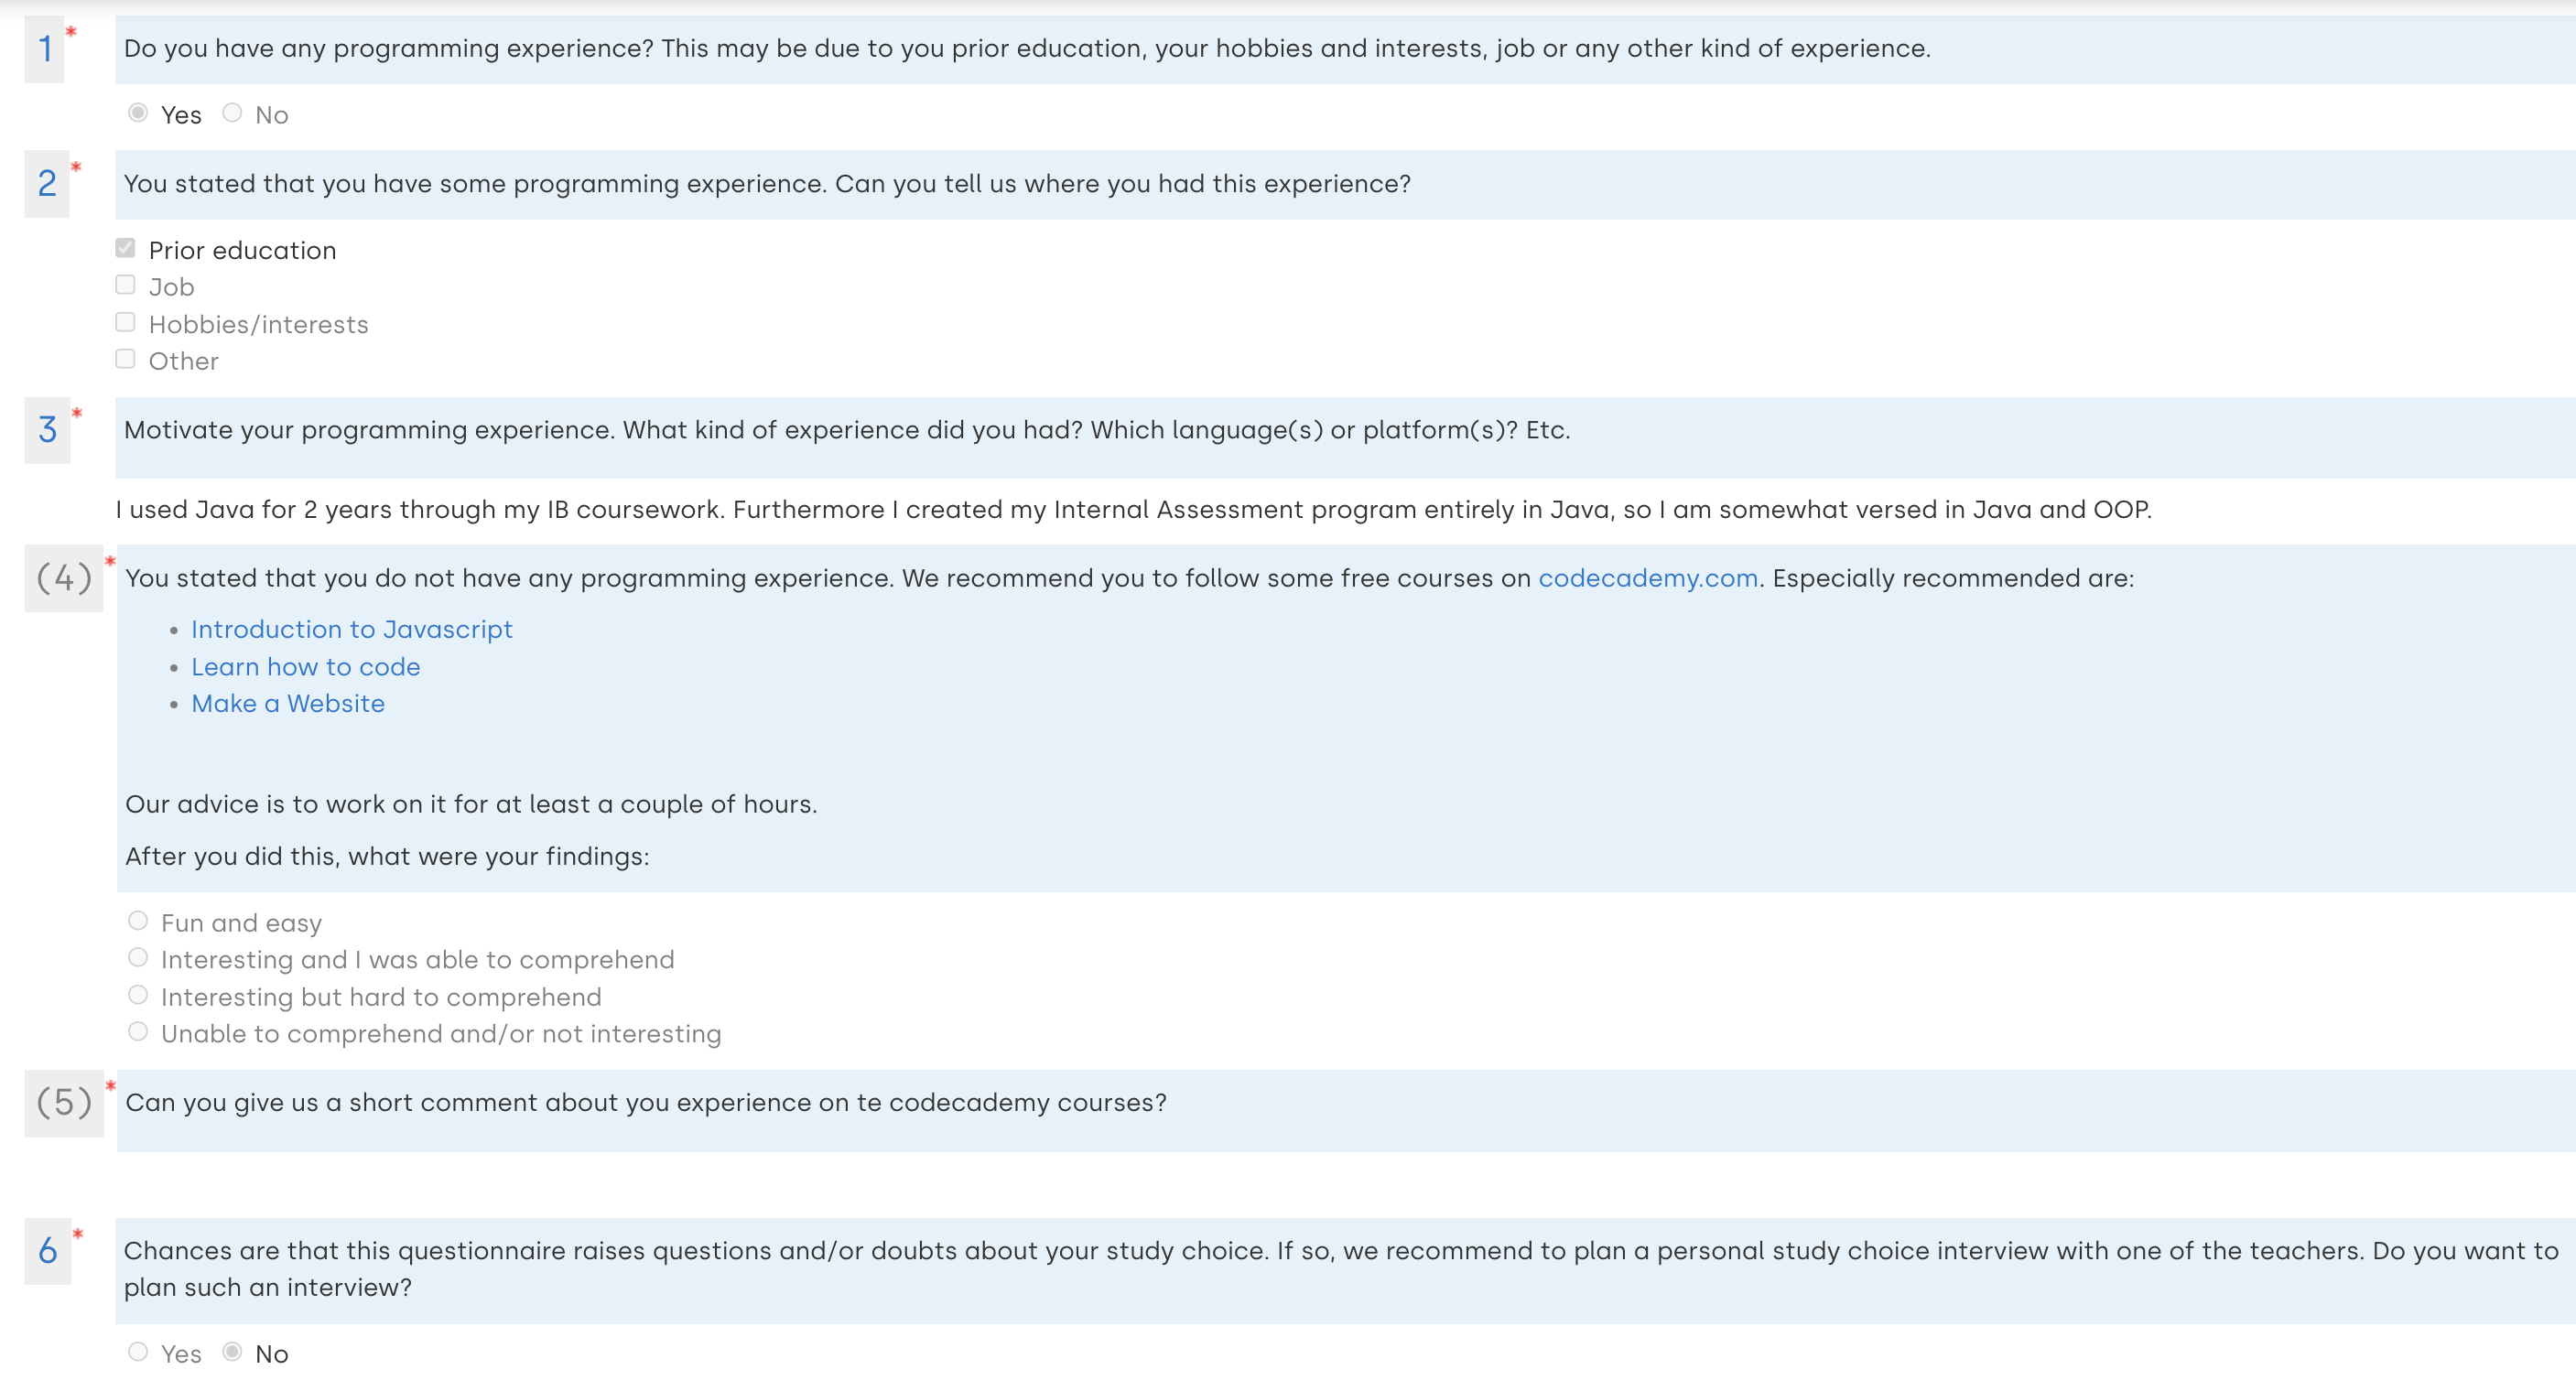 1 *
Do you have any programming experience? This may be due to you prior education, your hobbies and interests, job or any other kind of experience.
Yes No
2 *
You stated that you have some programming experience. Can you tell us where you had this experience?
Prior education
Job
Hobbies/interests
Other
3 *
Motivate your programming experience. What kind of experience did you had? Which language(s) or platform(s)? Etc.
I used Java for 2 years through my IB coursework. Furthermore I created my Internal Assessment program entirely in Java, so I am somewhat versed in Java and OOP.
(4) *
You stated that you do not have any programming experience. We recommend you to follow some free courses on codecademy.com. Especially recommended are:
• Introduction to Javascript
• Learn how to code
• Make a Website
Our advice is to work on it for at least a couple of hours.
After you did this, what were your findings:
Fun and easy
Interesting and I was able to comprehend
Interesting but hard to comprehend
Unable to comprehend and/or not interesting
(5) *
Can you give us a short comment about you experience on te codecademy courses?
6 *
Chances are that this questionnaire raises questions and/or doubts about your study choice. If so, we recommend to plan a personal study choice interview with one of the teachers. Do you want to
plan such an interview?
Yes No